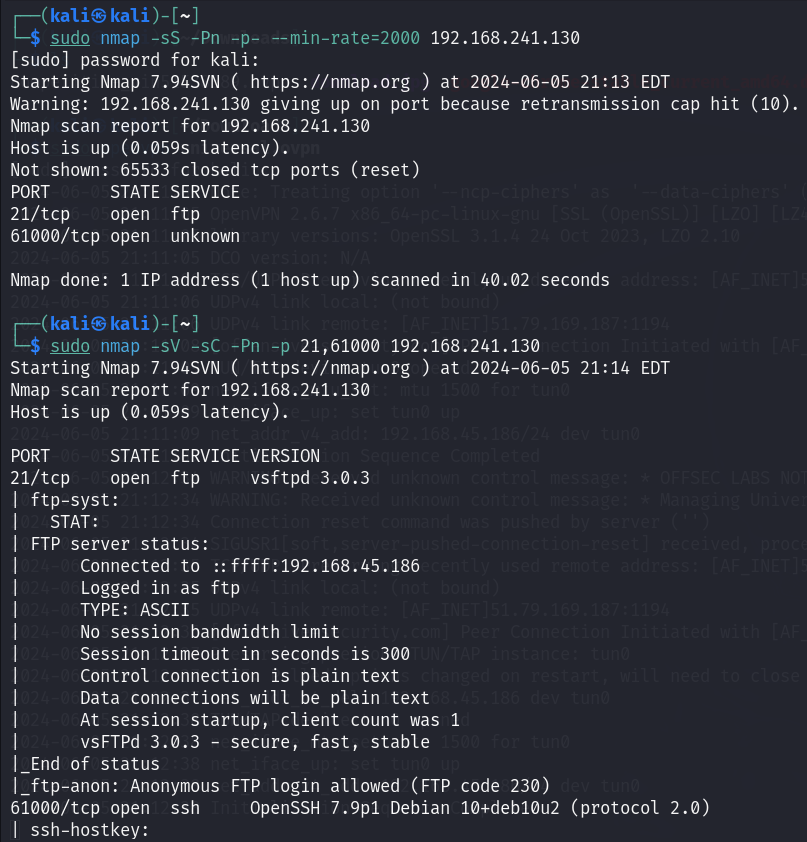 ┌──(kali㉿kali)-[~]
└─$ sudo nmap -sS -Pn -p- --min-rate=2000 192.168.241.130
[sudo] password for kali:
Starting Nmap 7.94SVN ( https://nmap.org ) at 2024-06-05 21:13 EDT
Warning: 192.168.241.130 giving up on port because retransmission cap hit (10).
Nmap scan report for 192.168.241.130
Host is up (0.059s latency).
Not shown: 65533 closed tcp ports (reset)
PORT      STATE SERVICE
21/tcp    open  ftp
61000/tcp open  unknown

Nmap done: 1 IP address (1 host up) scanned in 40.02 seconds

┌──(kali㉿kali)-[~]
└─$ sudo nmap -sV -sC -Pn -p 21,61000 192.168.241.130
Starting Nmap 7.94SVN ( https://nmap.org ) at 2024-06-05 21:14 EDT
Nmap scan report for 192.168.241.130
Host is up (0.059s latency).

PORT      STATE SERVICE VERSION
21/tcp    open  ftp     vsftpd 3.0.3
| ftp-syst:
|   STAT:
| FTP server status:
|      Connected to ::ffff:192.168.45.186
|      Logged in as ftp
|      TYPE: ASCII
|      No session bandwidth limit
|      Session timeout in seconds is 300
|      Control connection is plain text
|      Data connections will be plain text
|      At session startup, client count was 1
|      vsFTPd 3.0.3 - secure, fast, stable
|_End of status
|_ftp-anon: Anonymous FTP login allowed (FTP code 230)
61000/tcp open  ssh     OpenSSH 7.9p1 Debian 10+deb10u2 (protocol 2.0)
| ssh-hostkey: